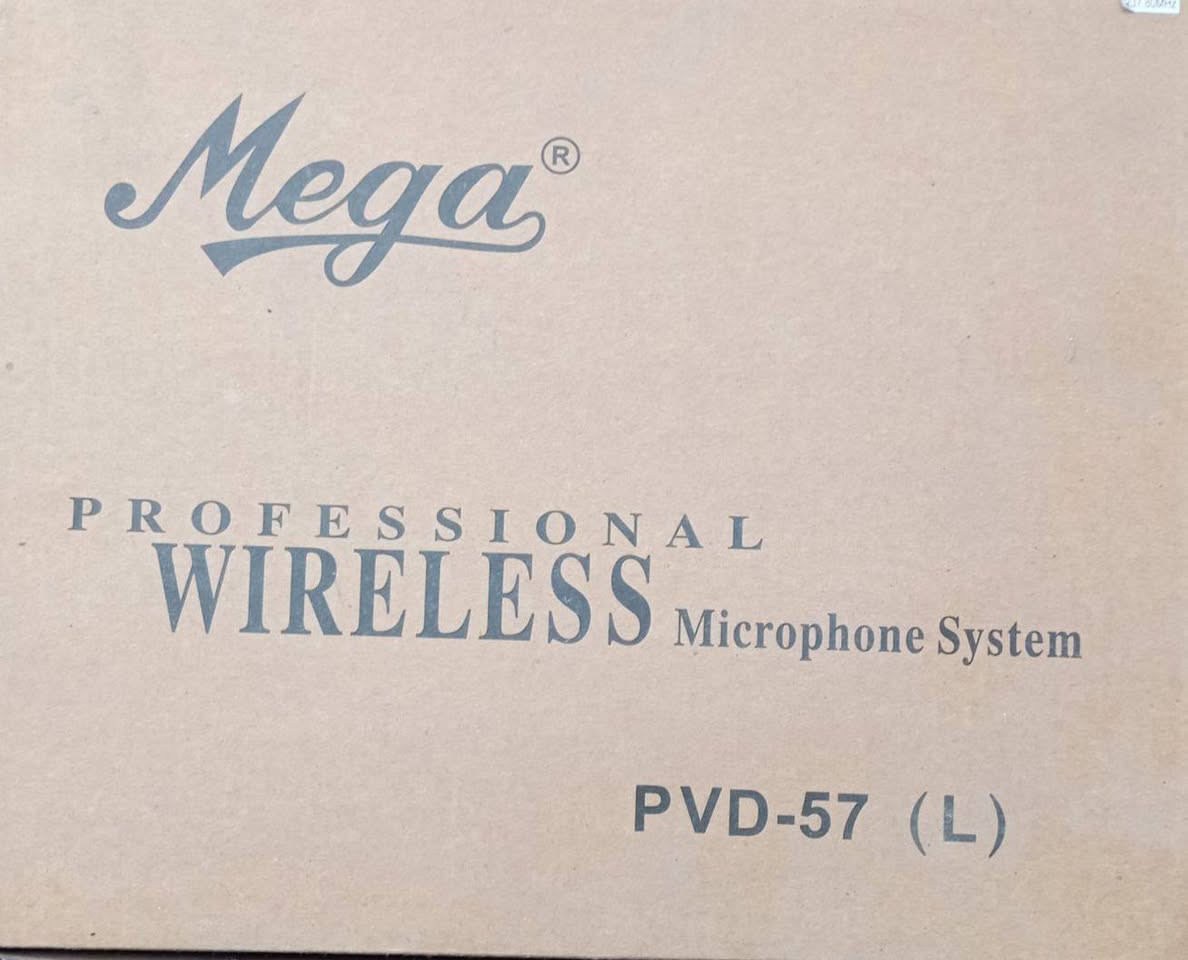 Mega®
PROFESSIONAL
WIRELESS Microphone System
PVD-57 (L)